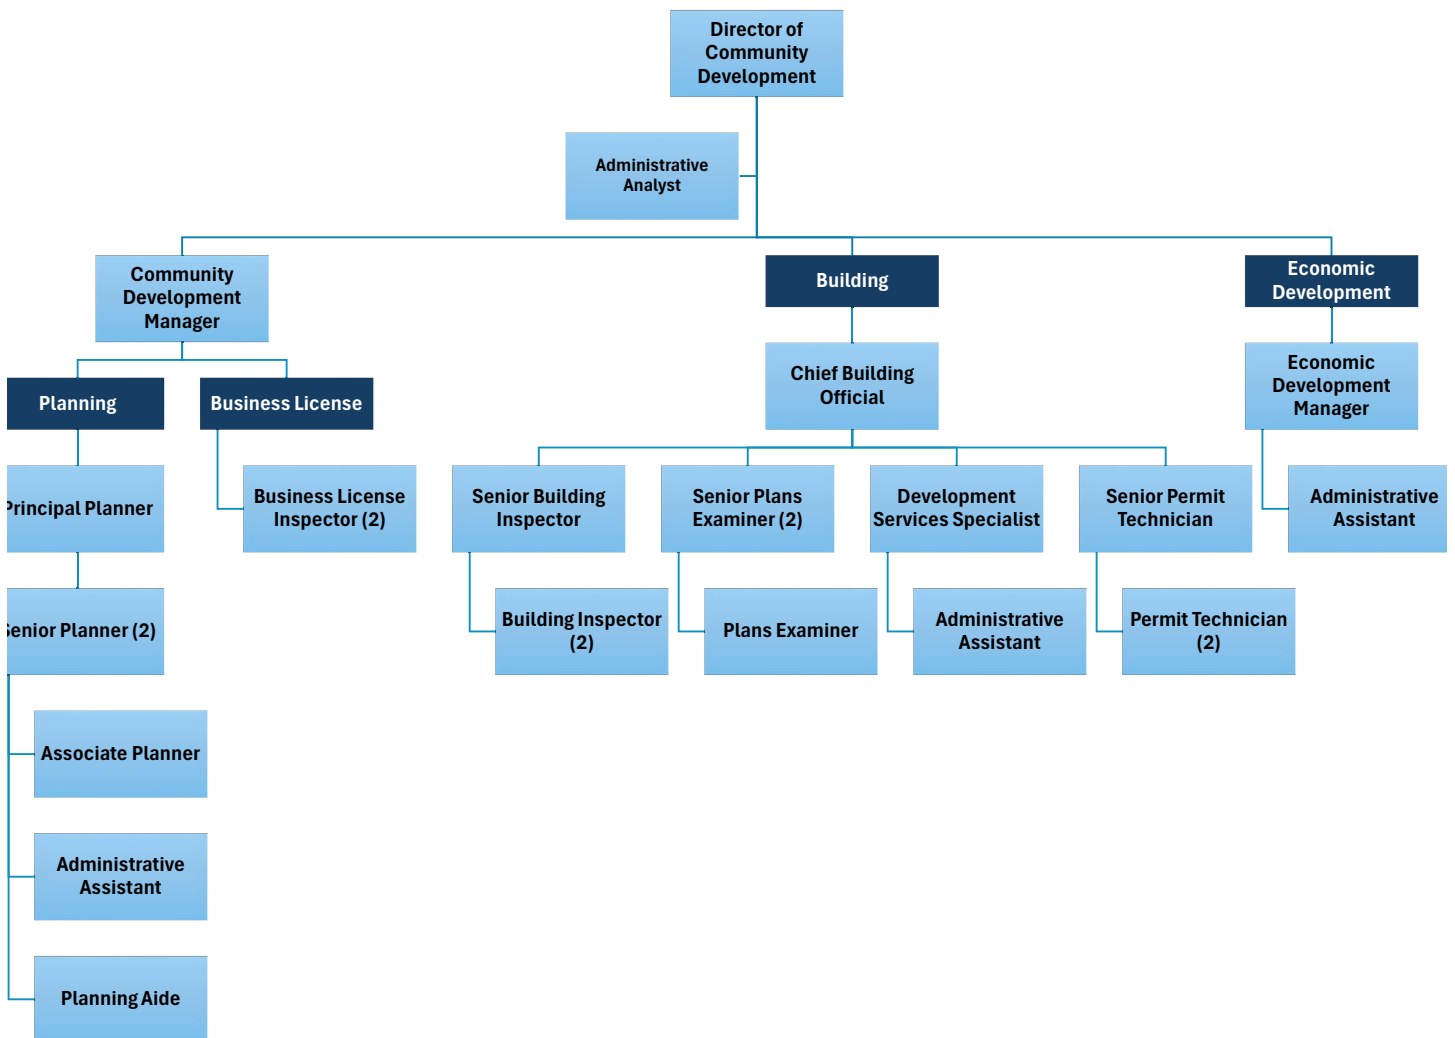 Director of
Community
Development
Administrative
Analyst
Community
Development
Manager
Building
Economic
Development
Planning
Business License
Chief Building
Official
Economic
Development
Manager
Principal Planner
Business License
Inspector (2)
Senior Building
Inspector
Senior Plans
Examiner (2)
Development
Services Specialist
Senior Permit
Technician
Administrative
Assistant
Senior Planner (2)
Building Inspector
(2)
Plans Examiner
Administrative
Assistant
Permit Technician
(2)
Associate Planner
Administrative
Assistant
Planning Aide